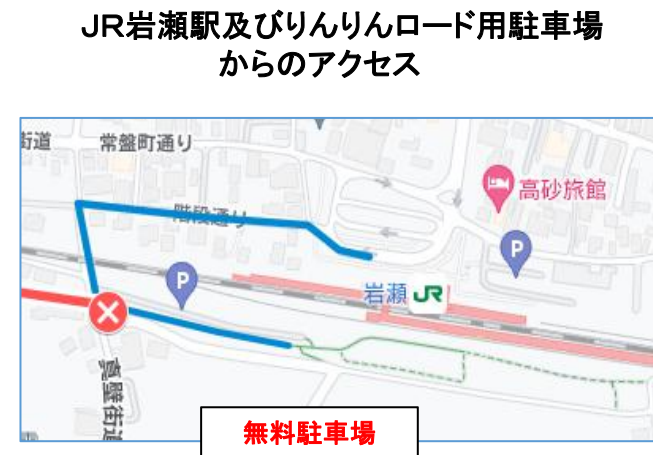 JR岩瀬駅及びりんりんロード用駐車場
からのアクセス
街道
常盤町通り
高砂旅館
階段通り
P
P
岩瀬 JR
真壁街道
無料駐車場